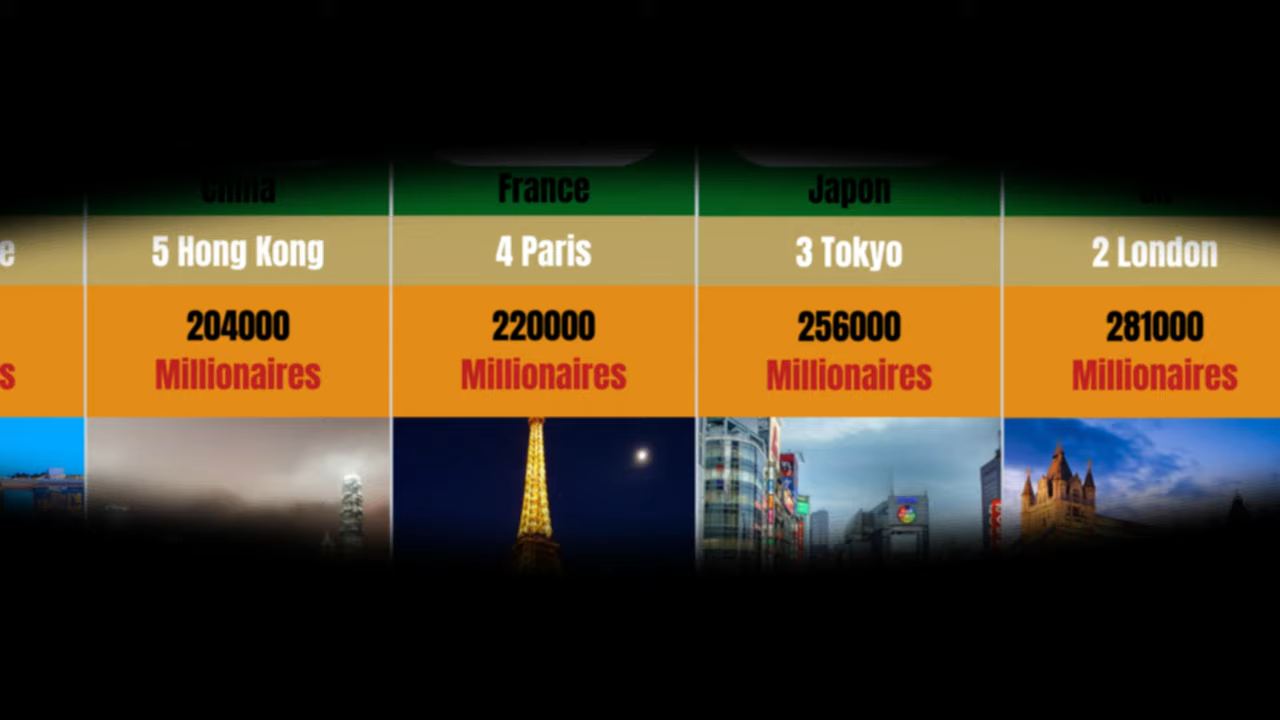 China
France
Japon
5 Hong Kong
4 Paris
3 Tokyo
2 London
204000
220000
256000
281000
Millionaires
Millionaires
Millionaires
Millionaires